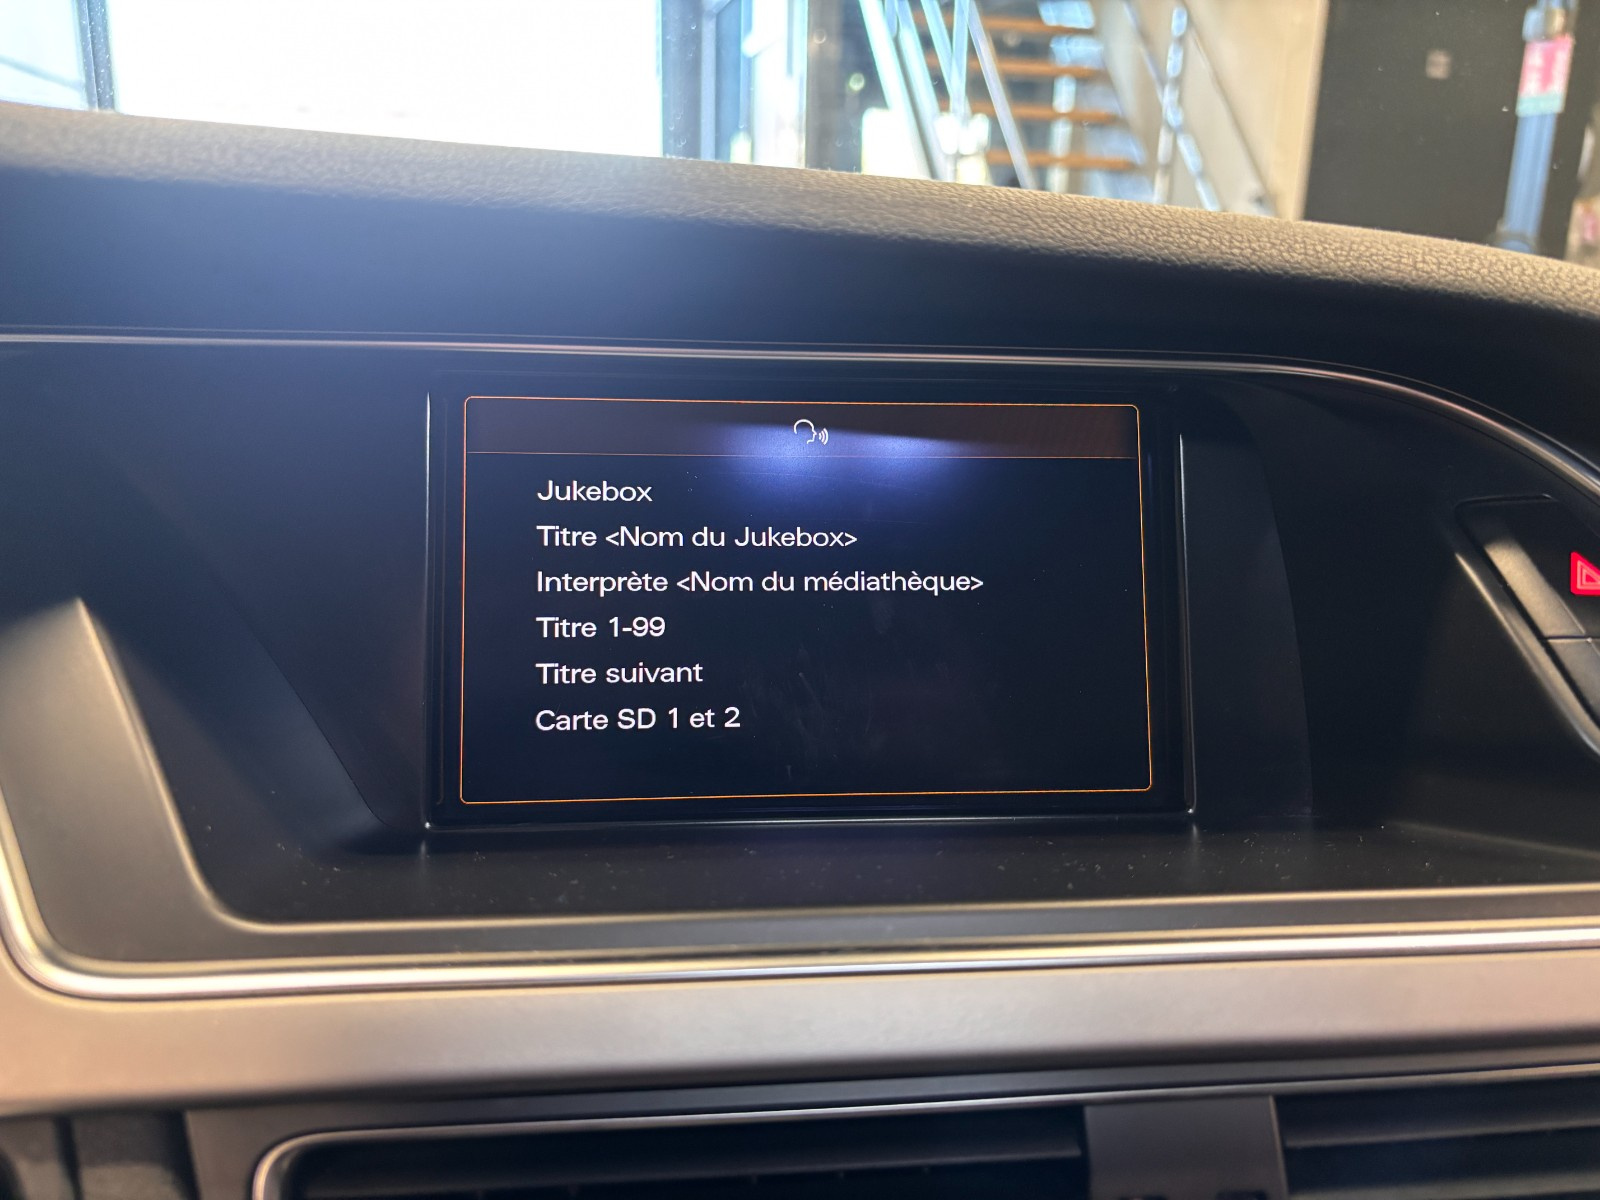 Jukebox
Titre <Nom du Jukebox>
Interprète <Nom du médiathèque>
Titre 1-99
Titre suivant
Carte SD 1 et 2